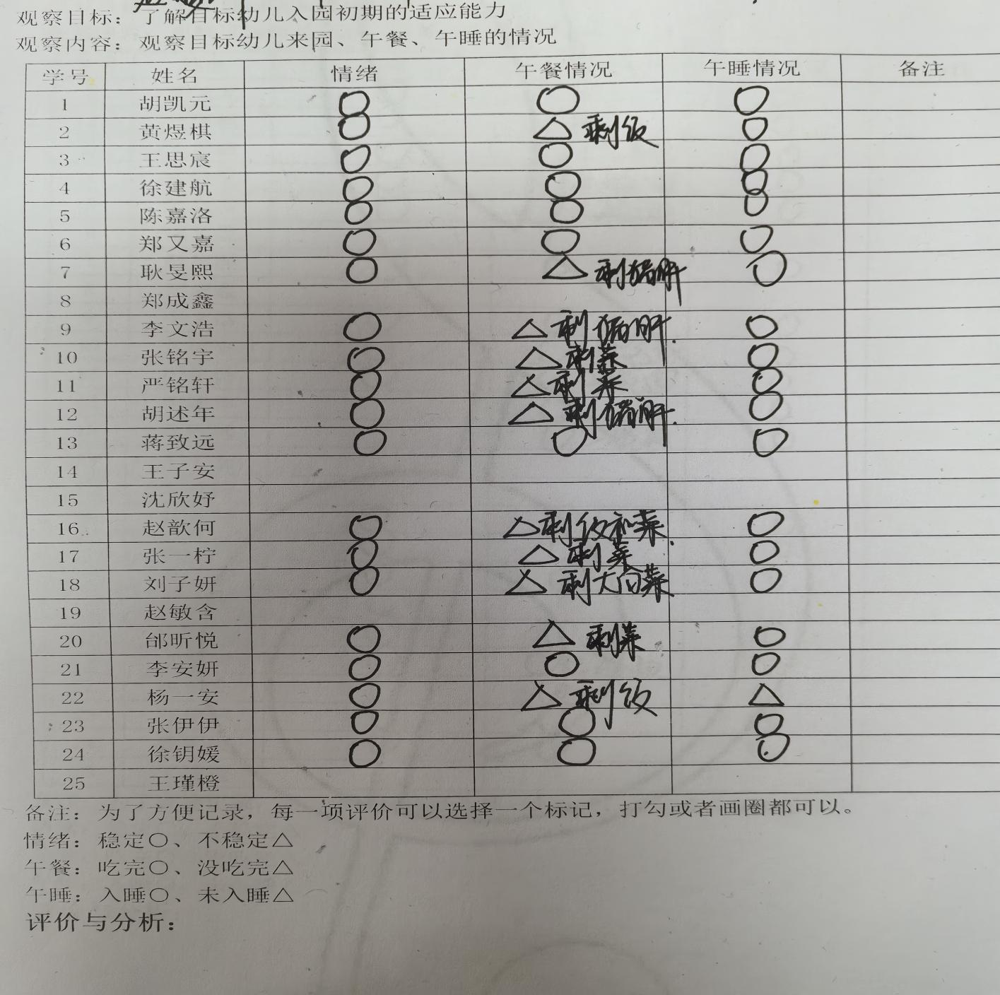 观察目标：了解目标幼儿入园初期的适应能力
观察内容：观察目标幼儿来园、午餐、午睡的情况
学号 姓名 情绪 午餐情况 午睡情况 备注
1 胡凯元 ○ ○ ○
2 黄煜棋 ○ △ 剩饭 ○
3 王思宸 ○ ○ ○
4 徐建航 ○ ○ ○
5 陈嘉洛 ○ ○ ○
6 郑又嘉 ○ ○ ○
7 耿旻熙 ○ △ 剩猪肝 ○
8 郑成鑫
9 李文浩 ○ △ 剩猪肝. ○
10 张铭宇 ○ △ 剩菜 ○
11 严铭轩 ○ △ 剩菜 ○
12 胡述年 ○ △ 剩猪肝. ○
13 蒋致远 ○ ○ ○
14 王子安
15 沈欣妤
16 赵歆何 ○ △ 剩饭和菜. ○
17 张一柠 ○ △ 剩菜 ○
18 刘子妍 ○ △ 剩大白菜 ○
19 赵敏含
20 邰昕悦 ○ △ 剩菜 ○
21 李安妍 ○ ○ ○
22 杨一安 ○ △ 剩饭 △
23 张伊伊 ○ ○ ○
24 徐钥媛 ○ ○ ○
25 王瑾橙
备注：为了方便记录，每一项评价可以选择一个标记，打勾或者画圈都可以。
情绪：稳定○、不稳定△
午餐：吃完○、没吃完△
午睡：入睡○、未入睡△
评价与分析：